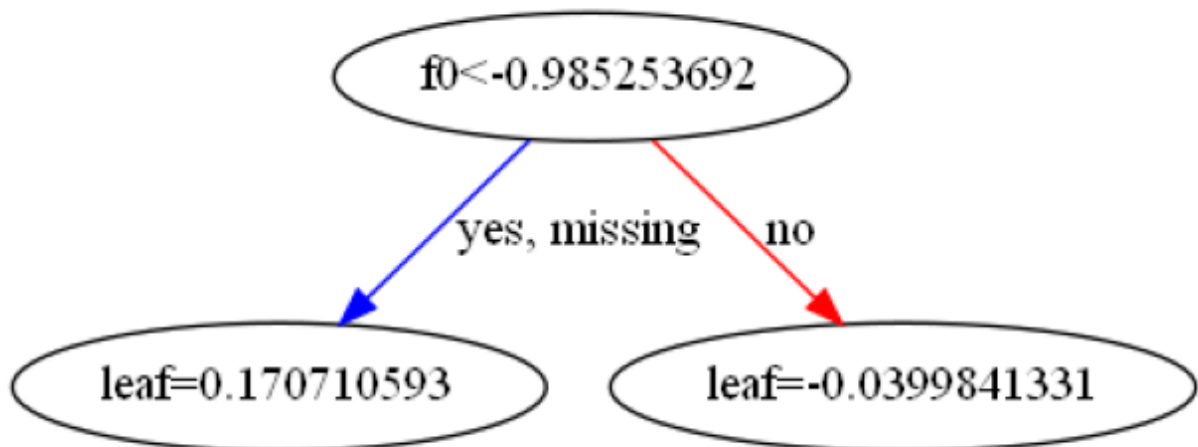 f0<-0.985253692
yes, missing
no
leaf=0.170710593
leaf=-0.0399841331